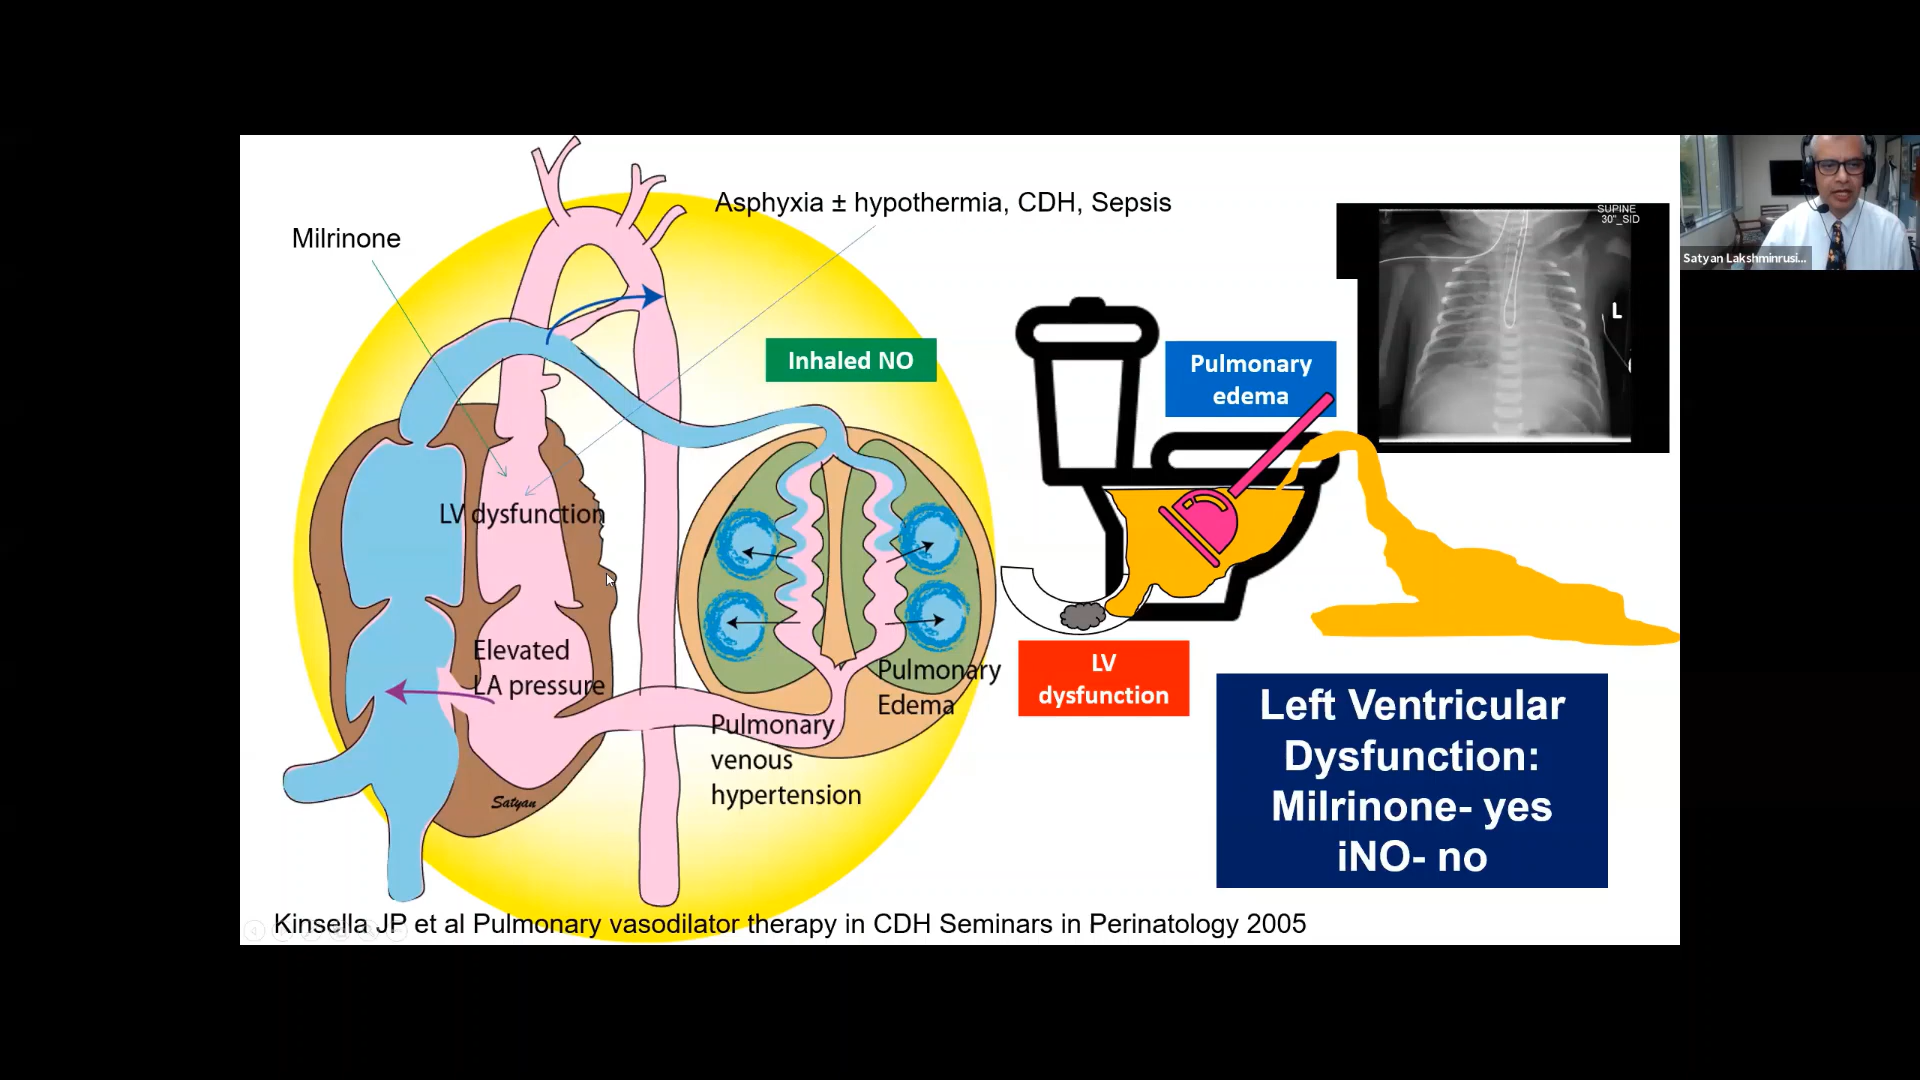 Asphyxia ± hypothermia, CDH, Sepsis
Milrinone
SUPINE
30"_SID
L
Satyan Lakshminrusi...
Inhaled NO
Pulmonary
edema
LV dysfunction
Elevated
LA pressure
Pulmonary
Edema
Pulmonary
venous
hypertension
LV
dysfunction
Satyan
Left Ventricular
Dysfunction:
Milrinone- yes
iNO- no
Kinsella JP et al Pulmonary vasodilator therapy in CDH Seminars in Perinatology 2005